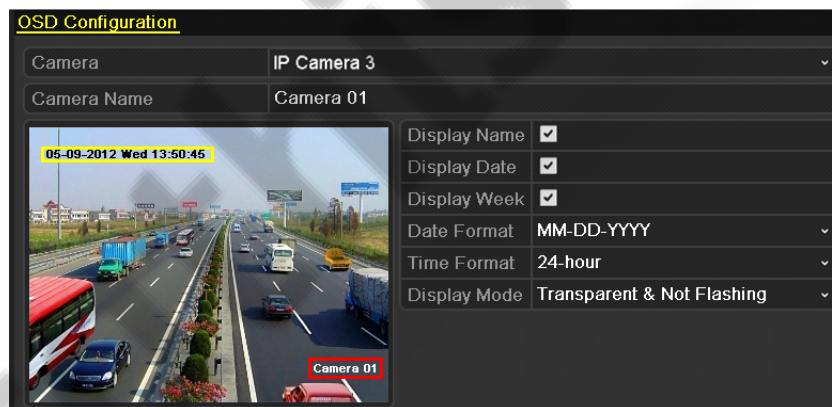 OSD Configuration
Camera IP Camera 3
Camera Name Camera 01
05-09-2012 Wed 13:50:45
Camera 01
Display Name
Display Date
Display Week
Date Format MM-DD-YYYY
Time Format 24-hour
Display Mode Transparent & Not Flashing